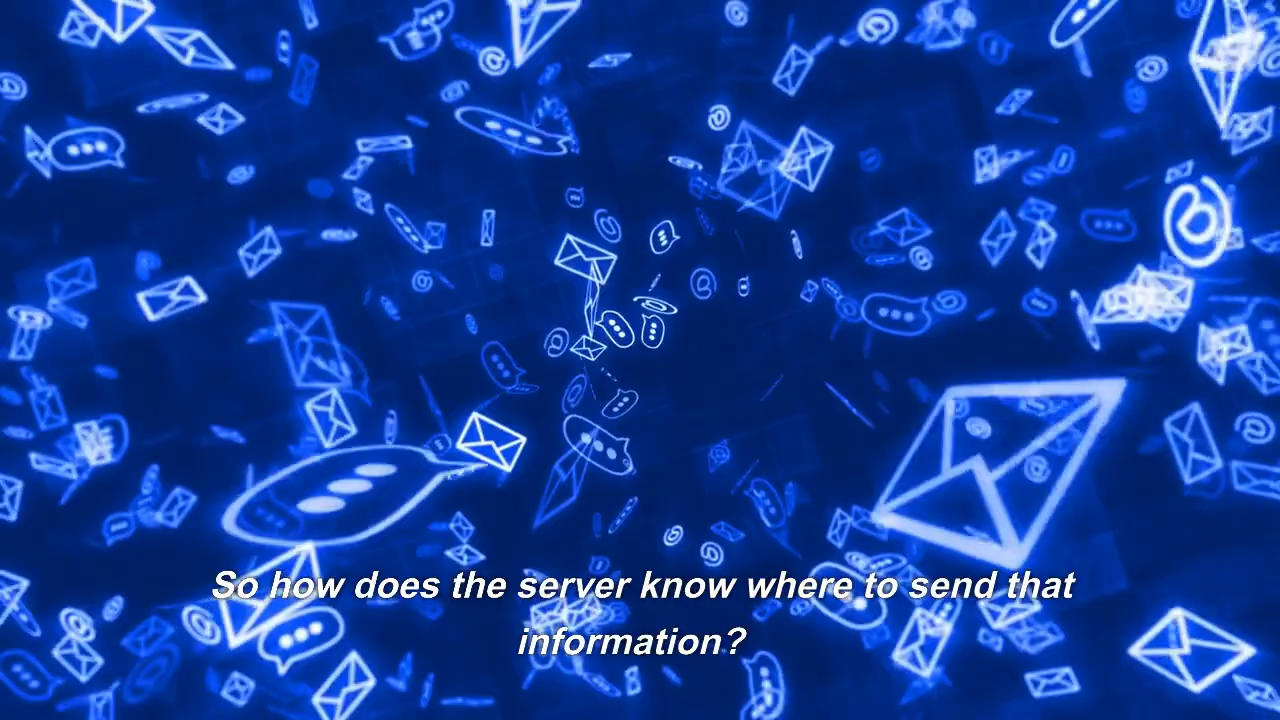 So how does the server know where to send that
information?